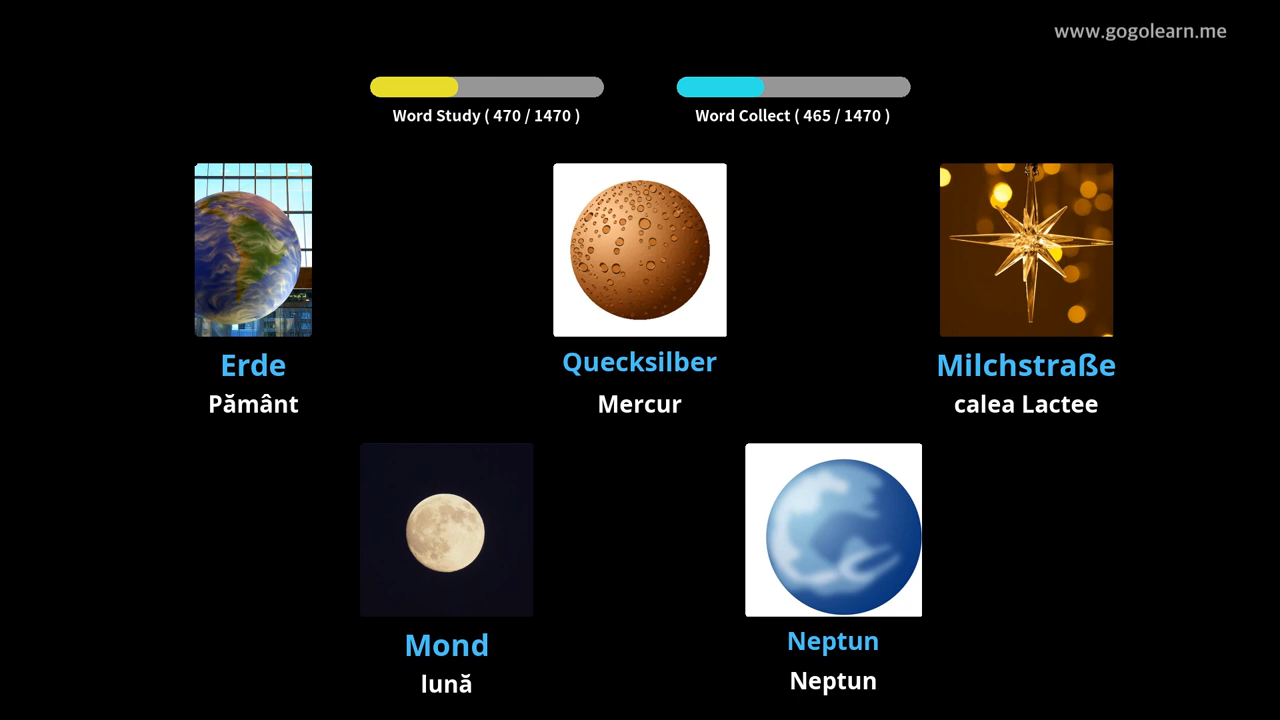 www.gogolearn.me
Word Study ( 470 / 1470 )
Word Collect ( 465 / 1470 )
Erde
Pământ
Quecksilber
Mercur
Milchstraße
calea Lactee
Mond
lună
Neptun
Neptun